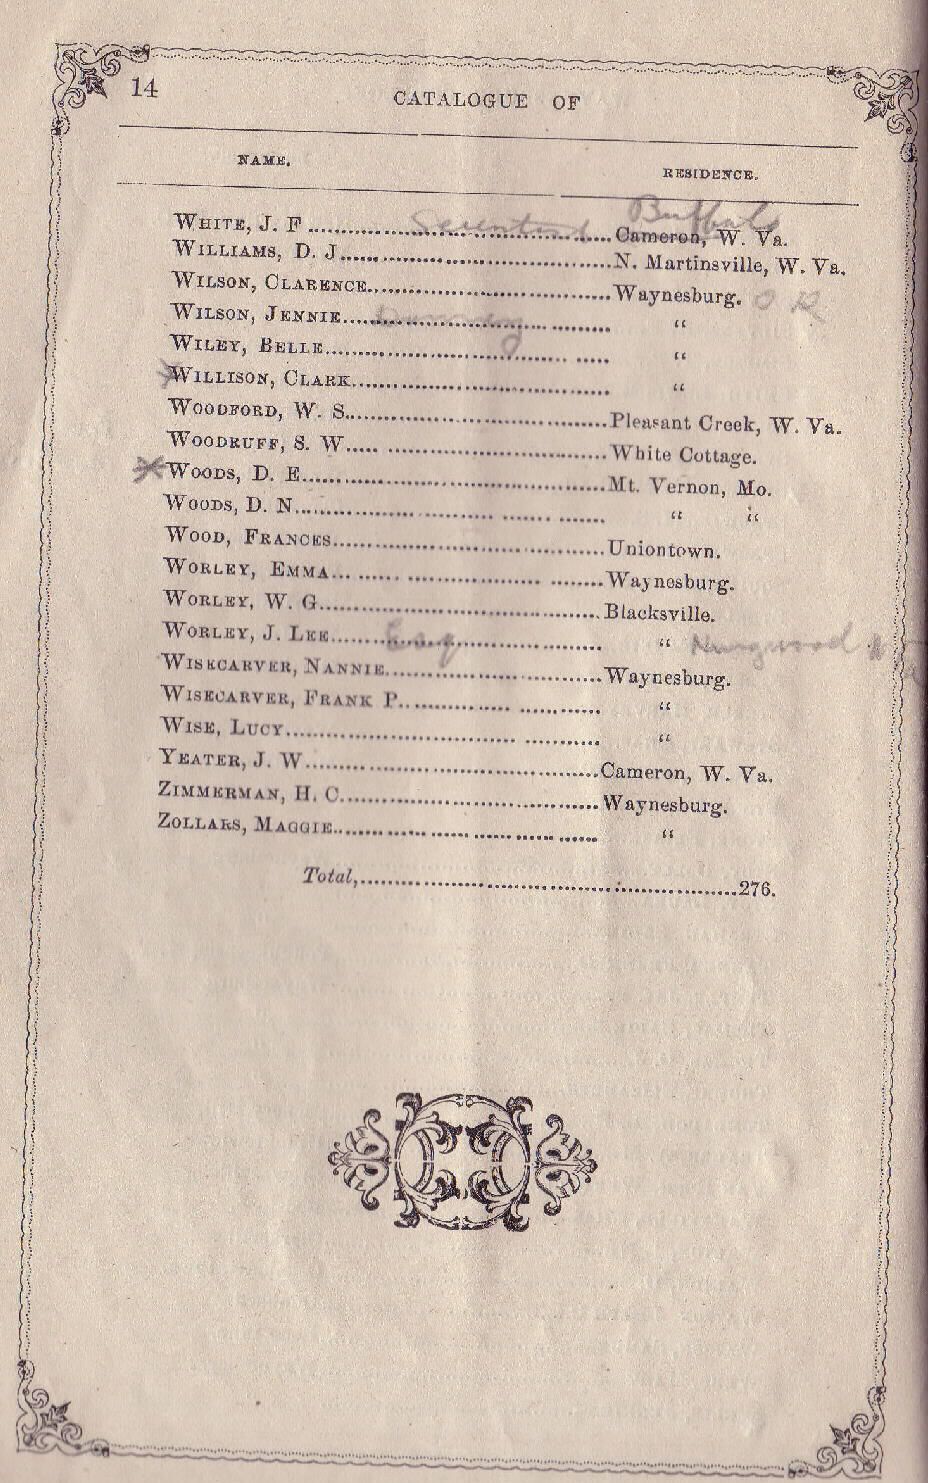 14
CATALOGUE OF
NAME. RESIDENCE.
Buffalo
WHITE, J. F. Cameron, W. Va.
WILLIAMS, D. J. N. Martinsville, W. Va.
WILSON, CLARENCE. Waynesburg.
WILSON, JENNIE. "
WILEY, BELLE. "
WILLISON, CLARK. "
WOODFORD, W. S. Pleasant Creek, W. Va.
WOODRUFF, S. W. White Cottage.
WOODS, D. E. Mt. Vernon, Mo.
WOODS, D. N. " "
WOOD, FRANCES. Uniontown.
WORLEY, EMMA. Waynesburg.
WORLEY, W. G. Blacksville.
WORLEY, J. LEE. Esq "
WISECARVER, NANNIE. Waynesburg.
WISECARVER, FRANK P. "
WISE, LUCY. "
YEATER, J. W. Cameron, W. Va.
ZIMMERMAN, H. C. Waynesburg.
ZOLLARS, MAGGIE. "
Total, 276.